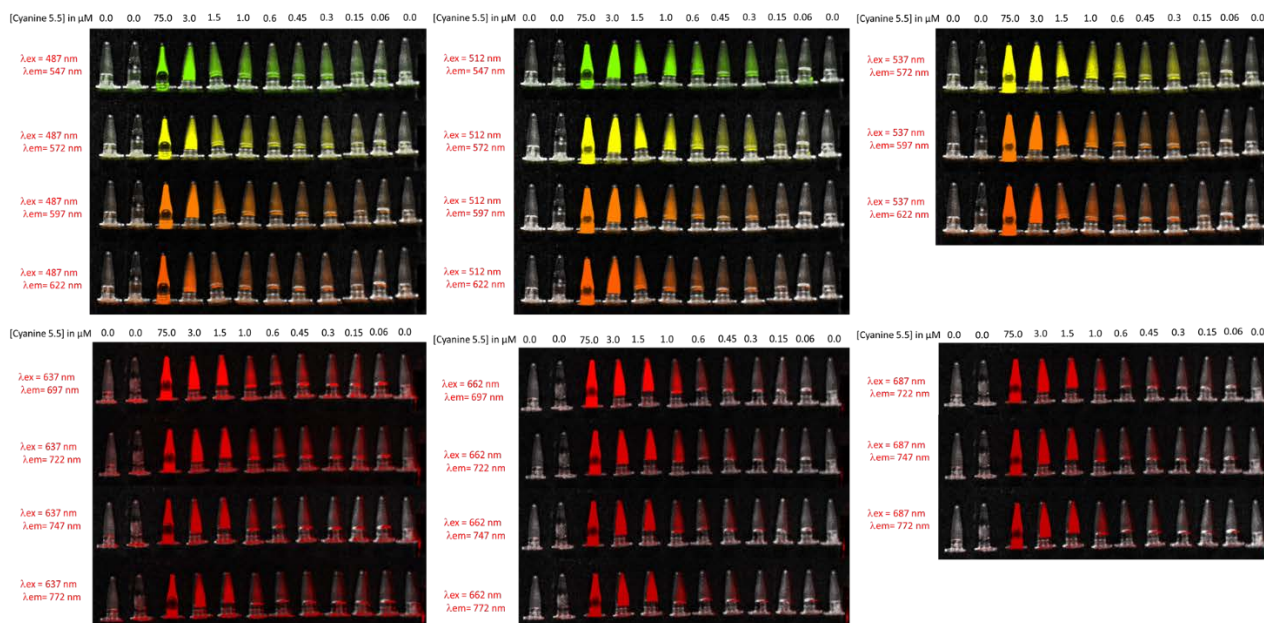 [Cyanine 5.5] in µM 0.0 0.0 75.0 3.0 1.5 1.0 0.6 0.45 0.3 0.15 0.06 0.0
λex = 487 nm
λem= 547 nm
λex = 487 nm
λem= 572 nm
λex = 487 nm
λem= 597 nm
λex = 487 nm
λem= 622 nm
[Cyanine 5.5] in µM 0.0 0.0 75.0 3.0 1.5 1.0 0.6 0.45 0.3 0.15 0.06 0.0
λex = 512 nm
λem= 547 nm
λex = 512 nm
λem= 572 nm
λex = 512 nm
λem= 597 nm
λex = 512 nm
λem= 622 nm
[Cyanine 5.5] in µM 0.0 0.0 75.0 3.0 1.5 1.0 0.6 0.45 0.3 0.15 0.06 0.0
λex = 537 nm
λem= 572 nm
λex = 537 nm
λem= 597 nm
λex = 537 nm
λem= 622 nm
[Cyanine 5.5] in µM 0.0 0.0 75.0 3.0 1.5 1.0 0.6 0.45 0.3 0.15 0.06 0.0
λex = 637 nm
λem= 697 nm
λex = 637 nm
λem= 722 nm
λex = 637 nm
λem= 747 nm
λex = 637 nm
λem= 772 nm
[Cyanine 5.5] in µM 0.0 0.0 75.0 3.0 1.5 1.0 0.6 0.45 0.3 0.15 0.06 0.0
λex = 662 nm
λem= 697 nm
λex = 662 nm
λem= 722 nm
λex = 662 nm
λem= 747 nm
λex = 662 nm
λem= 772 nm
[Cyanine 5.5] in µM 0.0 0.0 75.0 3.0 1.5 1.0 0.6 0.45 0.3 0.15 0.06 0.0
λex = 687 nm
λem= 722 nm
λex = 687 nm
λem= 747 nm
λex = 687 nm
λem= 772 nm